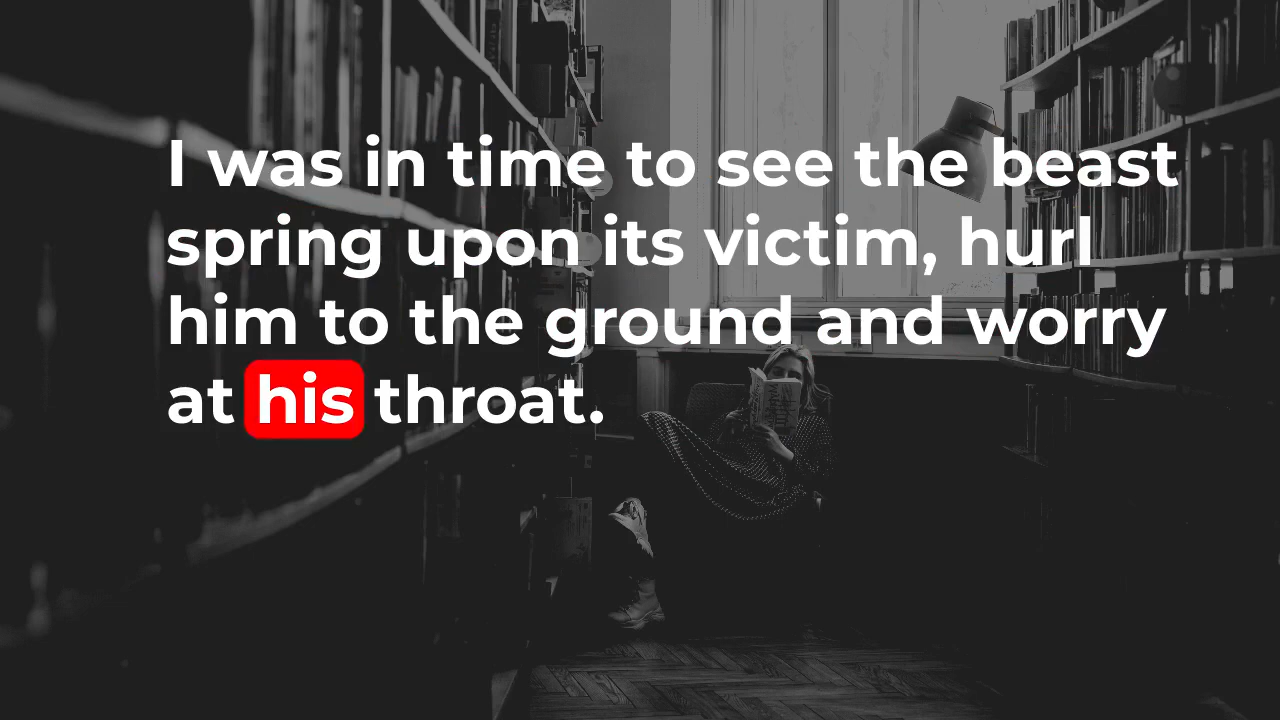 I was in time to see the beast
spring upon its victim, hurl
him to the ground and worry
at his throat.